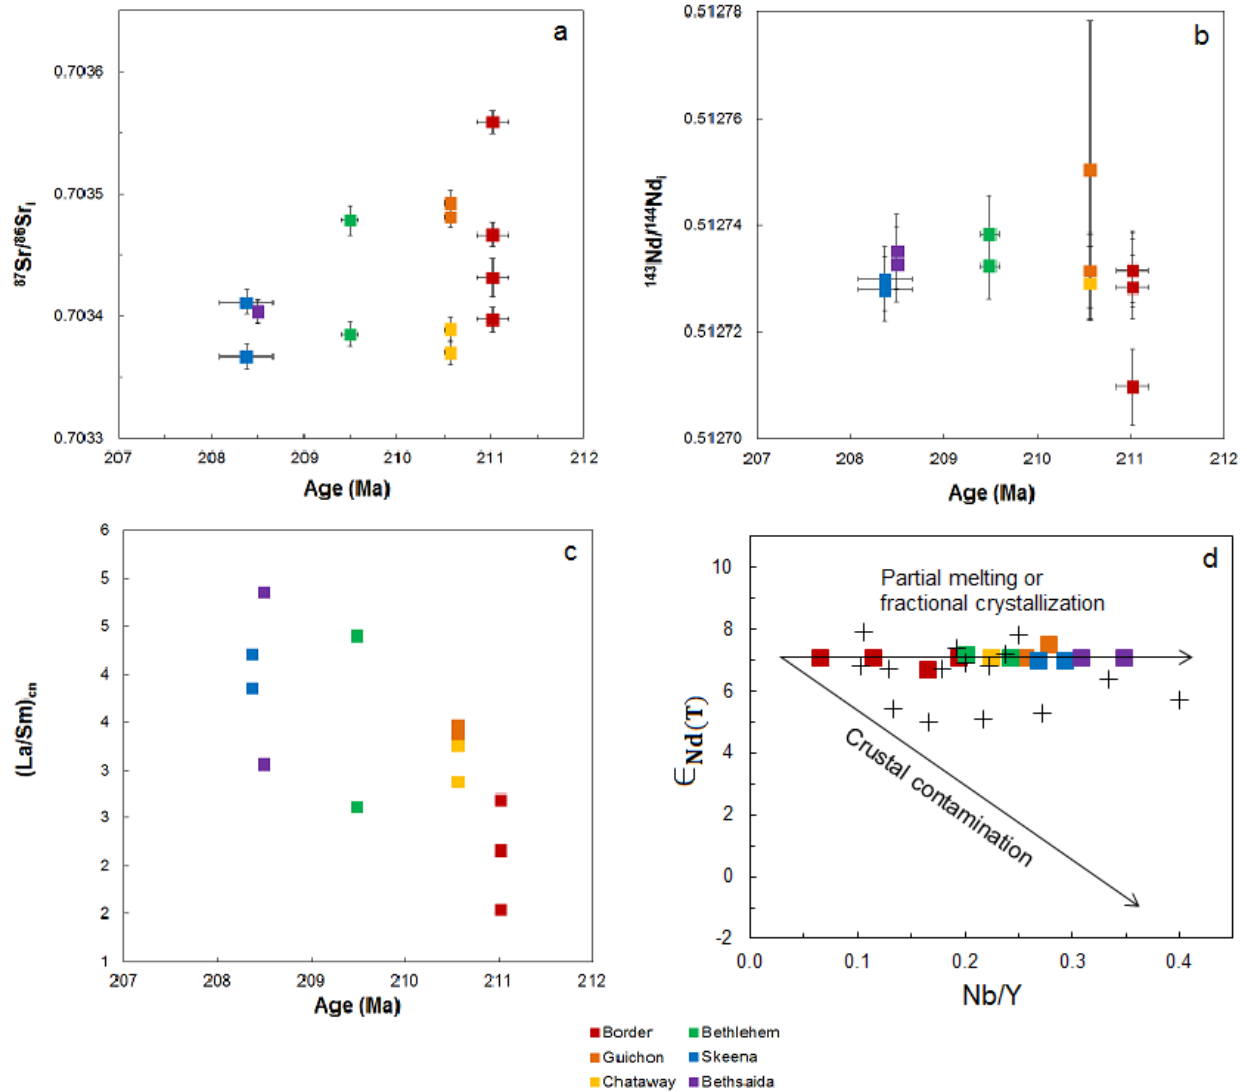 a
0.7036
0.7035
0.7034
0.7033
87Sr/86Sri
207 208 209 210 211 212
Age (Ma)
b
0.51278
0.51276
0.51274
0.51272
0.51270
143Nd/144Ndi
207 208 209 210 211 212
Age (Ma)
c
6
5
5
4
4
3
3
2
2
1
(La/Sm)cn
207 208 209 210 211 212
Age (Ma)
d
10
8
6
4
2
0
-2
∈Nd(T)
Partial melting or
fractional crystallization
Crustal contamination
0.0 0.1 0.2 0.3 0.4
Nb/Y
Border Bethlehem
Guichon Skeena
Chataway Bethsaida